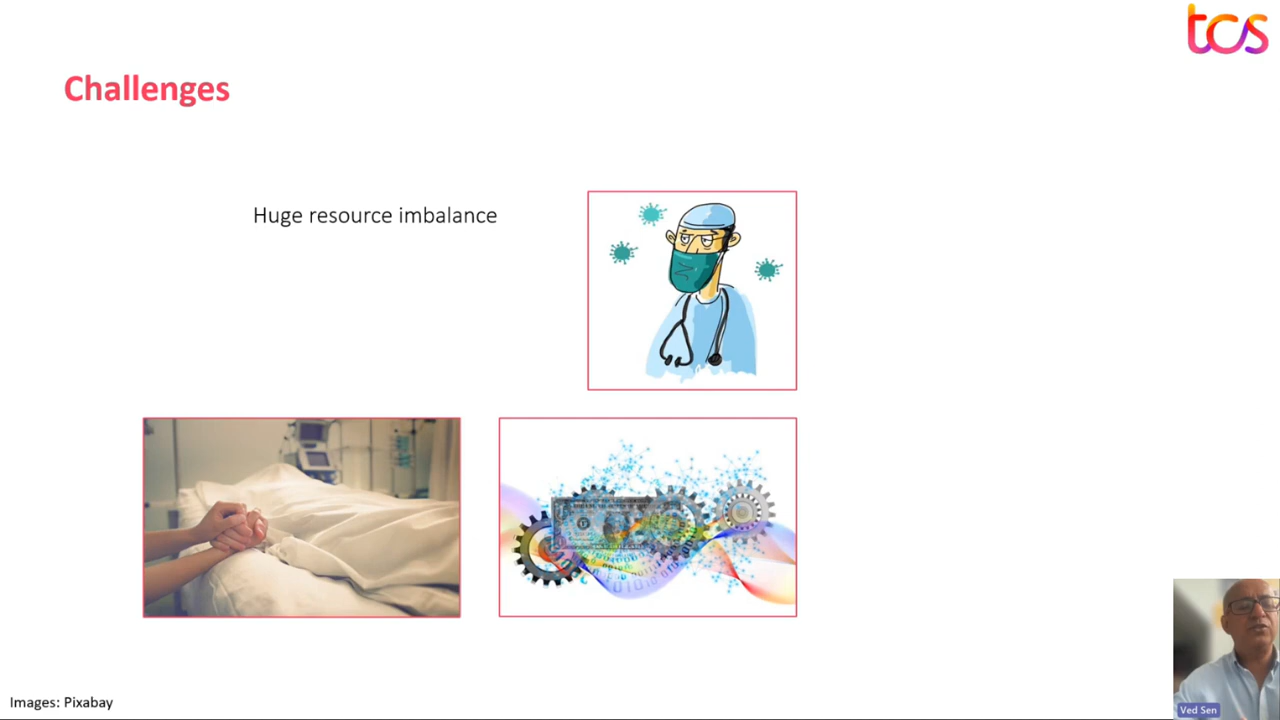 tcs
Challenges
Huge resource imbalance
Images: Pixabay
Ved Sen